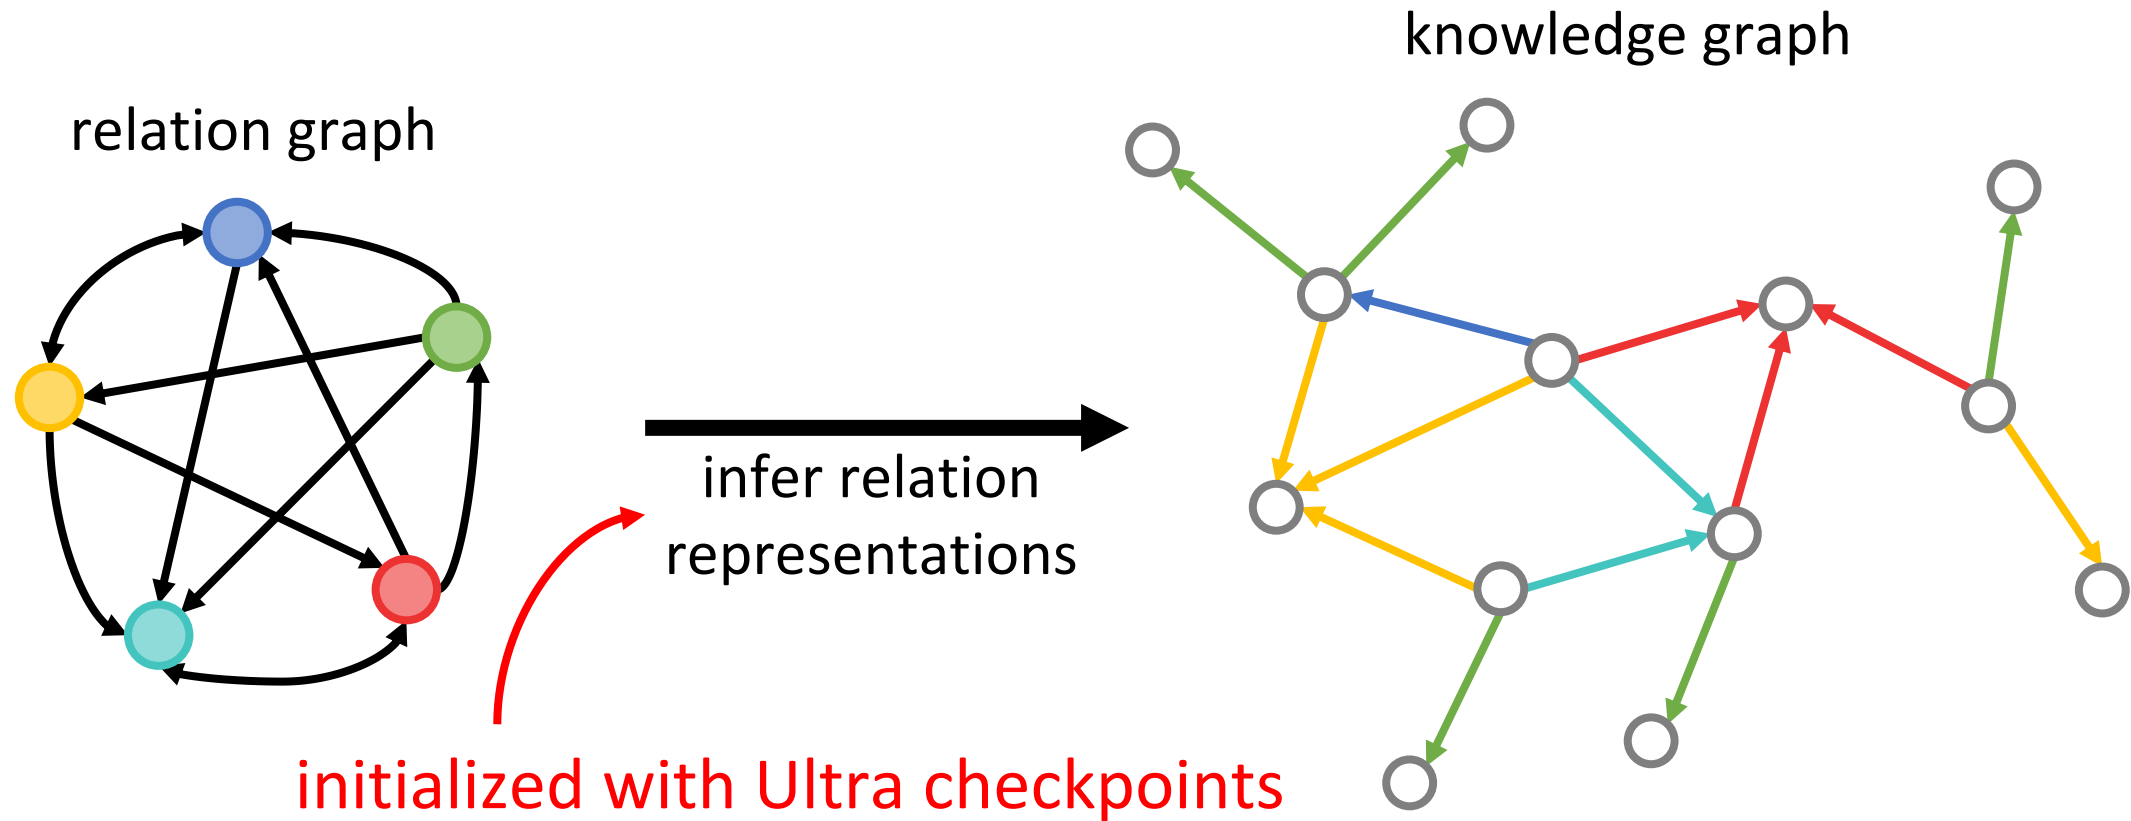 relation graph
knowledge graph
infer relation
representations
initialized with Ultra checkpoints